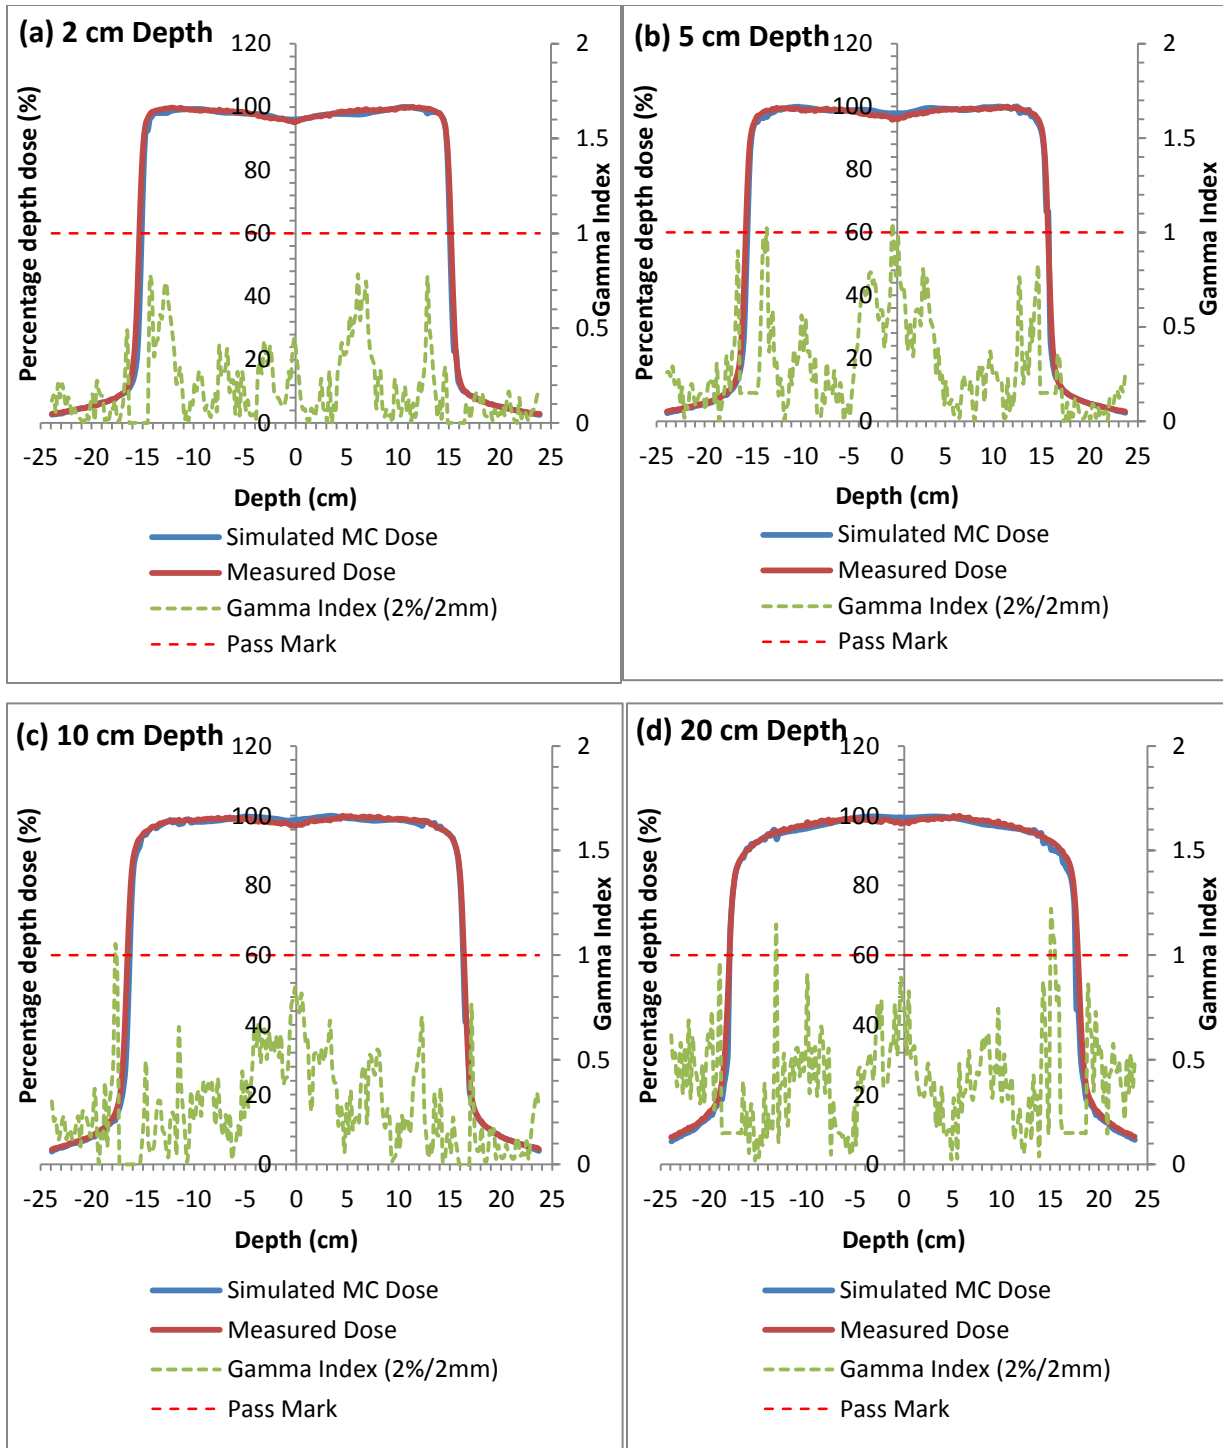 (a) 2 cm Depth
Percentage depth dose (%)
120
100
80
60
40
20
0
2
1.5
1
0.5
0
Gamma Index
-25 -20 -15 -10 -5 0 5 10 15 20 25
Depth (cm)
Simulated MC Dose
Measured Dose
Gamma Index (2%/2mm)
Pass Mark
(b) 5 cm Depth
Percentage depth dose (%)
120
100
80
60
40
20
0
2
1.5
1
0.5
0
Gamma Index
-25 -20 -15 -10 -5 0 5 10 15 20 25
Depth (cm)
Simulated MC Dose
Measured Dose
Gamma Index (2%/2mm)
Pass Mark
(c) 10 cm Depth
Percentage depth dose (%)
120
100
80
60
40
20
0
2
1.5
1
0.5
0
Gamma Index
-25 -20 -15 -10 -5 0 5 10 15 20 25
Depth (cm)
Simulated MC Dose
Measured Dose
Gamma Index (2%/2mm)
Pass Mark
(d) 20 cm Depth
Percentage depth dose (%)
120
100
80
60
40
20
0
2
1.5
1
0.5
0
Gamma Index
-25 -20 -15 -10 -5 0 5 10 15 20 25
Depth (cm)
Simulated MC Dose
Measured Dose
Gamma Index (2%/2mm)
Pass Mark